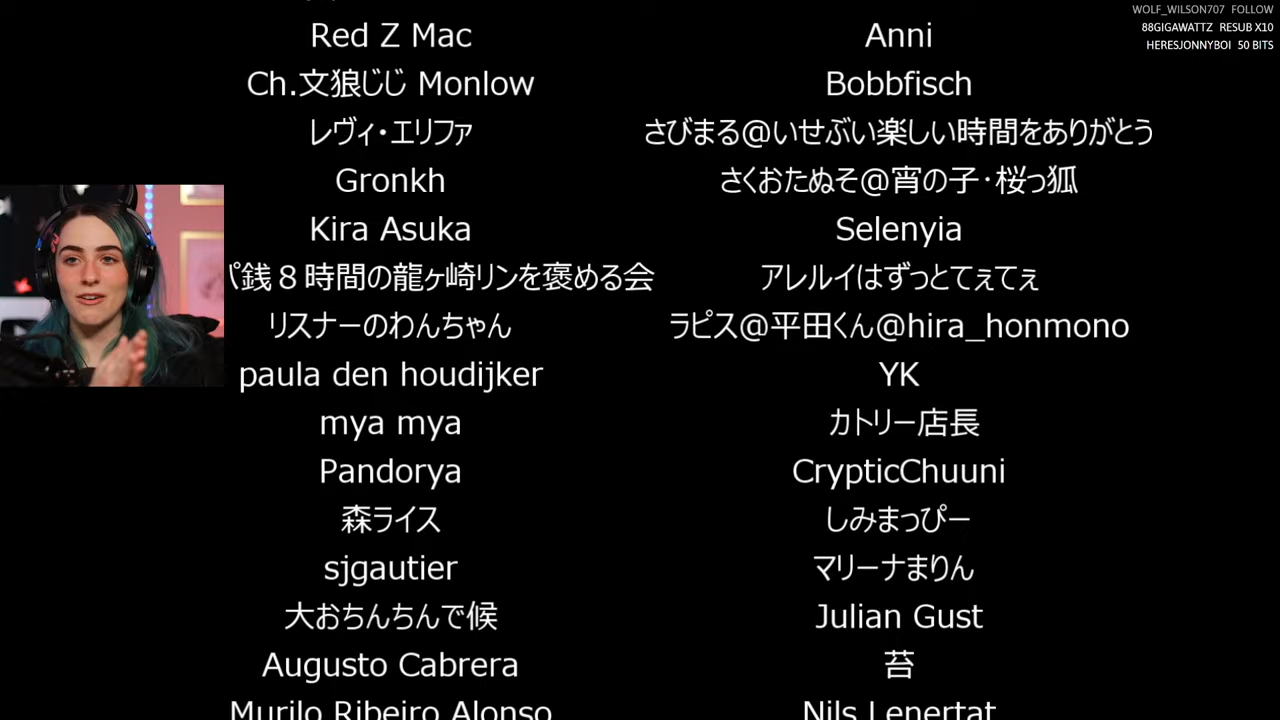 WOLF_WILSON707 FOLLOW
88GIGAWATTZ RESUB X10
HERESJONNYBOI 50 BITS
Red Z Mac
Anni
Ch.文狼じじ Monlow
Bobbfisch
レヴィ・エリファ
さびまる@いせぶい楽しい時間をありがとう
Gronkh
さくおたぬそ@宵の子・桜っ狐
Kira Asuka
Selenyia
パ銭８時間の龍ヶ崎リンを褒める会
アレルイはずっとてぇてぇ
リスナーのわんちゃん
ラピス@平田くん@hira_honmono
paula den houdijker
YK
mya mya
カトリー店長
Pandorya
CrypticChuuni
森ライス
しみまっぴー
sjgautier
マリーナまりん
大おちんちんで候
Julian Gust
Augusto Cabrera
苔
Murilo Ribeiro Alonso
Nils Lenertat